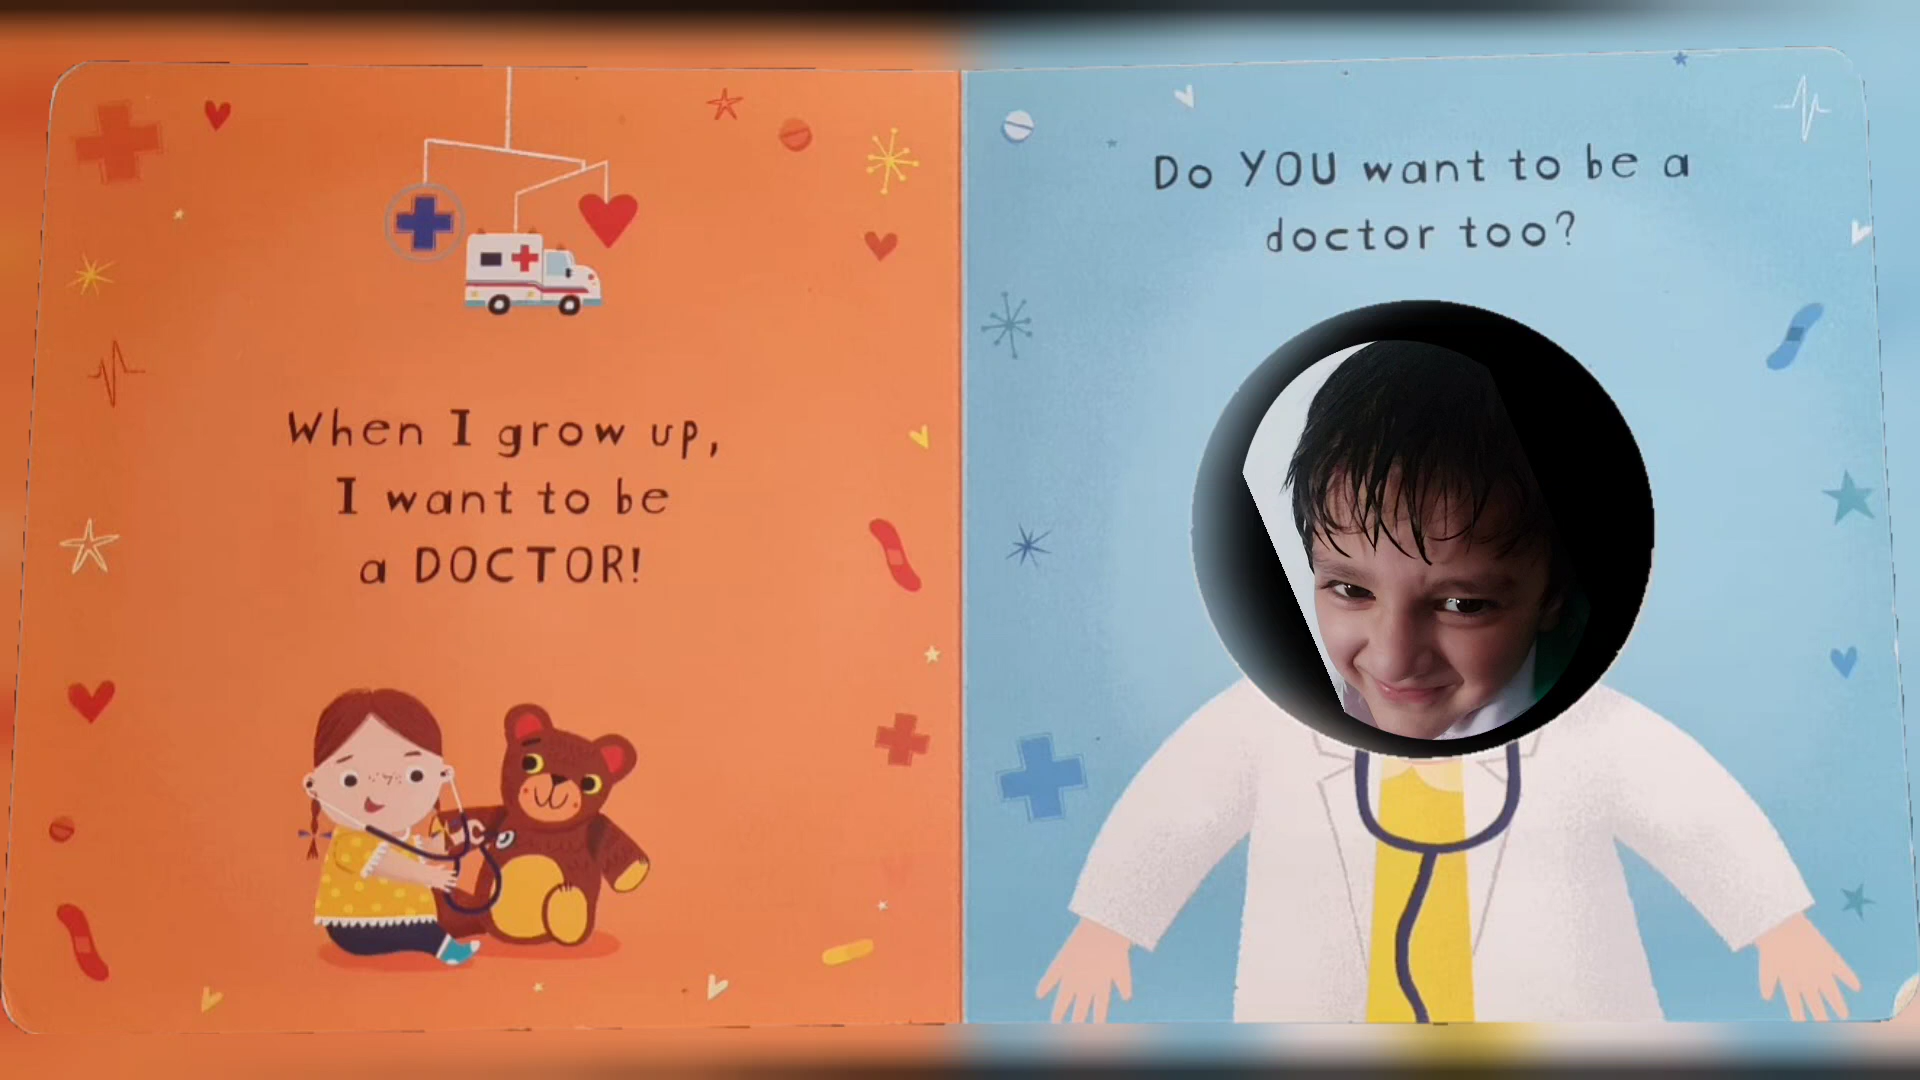 When I grow up,
I want to be
a DOCTOR!
Do YOU want to be a
doctor too?